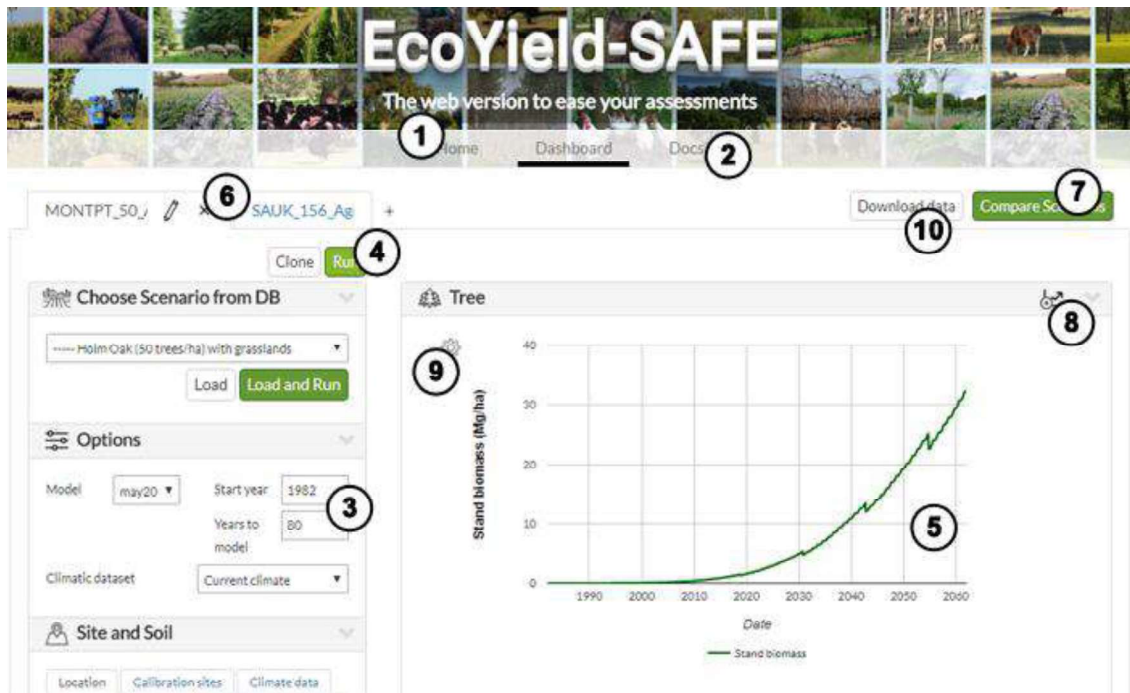 EcoYield-SAFE
The web version to ease your assessments
1
Home
Dashboard
Docs
2
MONTPT_50_
6
SAUK_156_Ag
+
Download data
10
Compare
7
Clone
Run
4
Choose Scenario from DB
----- Holm Oak (50 trees/ha) with grasslands
Load
Load and Run
Options
Model
may20
Start year
1982
3
Years to
model
80
Climatic dataset
Current climate
Site and Soil
Location
Calibration sites
Climate data
Tree
8
9
40
30
20
10
0
Stand biomass (Mg/ha)
5
1990 2000 2010 2020 2030 2040 2050 2060
Date
Stand biomass